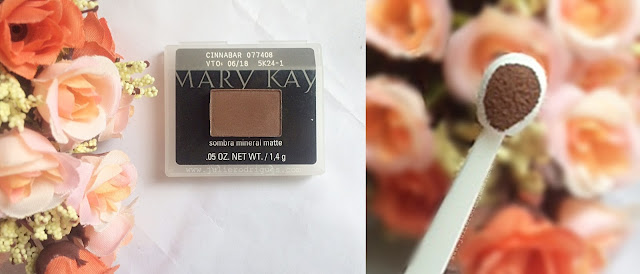 CINNABAR 077408
VTO: 06/18 5K24-1
MARY KAY
sombra mineral matte
.05 OZ. NET WT. / 1,4 g